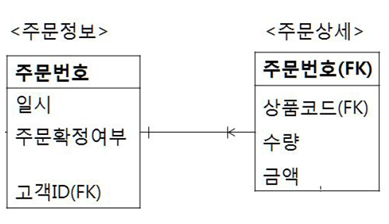 <주문정보>
주문번호
일시
주문확정여부
고객ID(FK)
<주문상세>
주문번호(FK)
상품코드(FK)
수량
금액